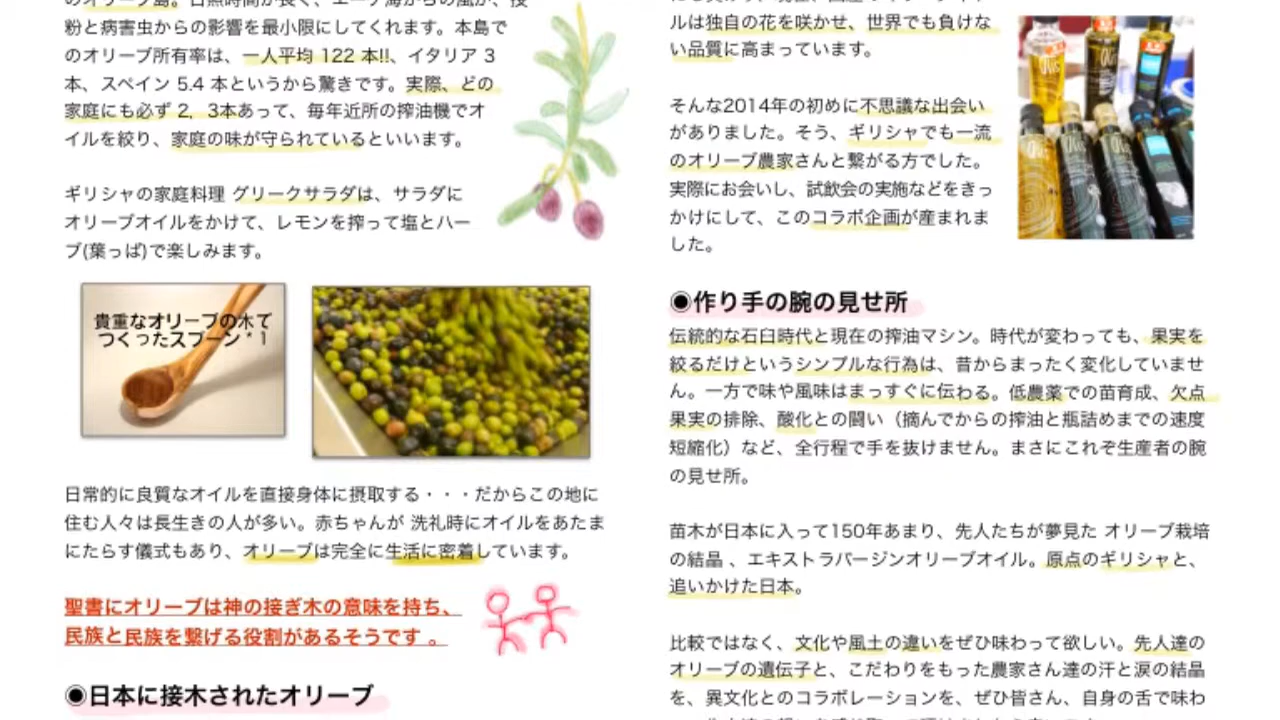 のオリーブ島。日照時間が長く、エーゲ海からの風が、授
粉と病害虫からの影響を最小限にしてくれます。本島で
のオリーブ所有率は、一人平均 122 本!!、イタリア 3
本、スペイン 5.4 本というから驚きです。実際、どの
家庭にも必ず 2，3本あって、毎年近所の搾油機でオ
イルを絞り、家庭の味が守られているといいます。
ギリシャの家庭料理 グリークサラダは、サラダに
オリーブオイルをかけて、レモンを搾って塩とハー
ブ(葉っぱ)で楽しみます。
貴重なオリーブの木で
つくったスプーン *1
日常的に良質なオイルを直接身体に摂取する・・・だからこの地に
住む人々は長生きの人が多い。赤ちゃんが 洗礼時にオイルをあたま
にたらす儀式もあり、オリーブは完全に生活に密着しています。
聖書にオリーブは神の接ぎ木の意味を持ち、
民族と民族を繋げる役割があるそうです 。
◉日本に接木されたオリーブ
ルは独自の花を咲かせ、世界でも負けな
い品質に高まっています。
そんな2014年の初めに不思議な出会い
がありました。そう、ギリシャでも一流
のオリーブ農家さんと繋がる方でした。
実際にお会いし、試飲会の実施などをきっ
かけにして、このコラボ企画が産まれま
した。
◉作り手の腕の見せ所
伝統的な石臼時代と現在の搾油マシン。時代が変わっても、果実を
絞るだけというシンプルな行為は、昔からまったく変化していませ
ん。一方で味や風味はまっすぐに伝わる。低農薬での苗育成、欠点
果実の排除、酸化との闘い（摘んでからの搾油と瓶詰めまでの速度
短縮化）など、全行程で手を抜けません。まさにこれぞ生産者の腕
の見せ所。
苗木が日本に入って150年あまり、先人たちが夢見た オリーブ栽培
の結晶 、エキストラバージンオリーブオイル。原点のギリシャと、
追いかけた日本。
比較ではなく、文化や風土の違いをぜひ味わって欲しい。先人達の
オリーブの遺伝子と、こだわりをもった農家さん達の汗と涙の結晶
を、異文化とのコラボレーションを、ぜひ皆さん、自身の舌で味わ